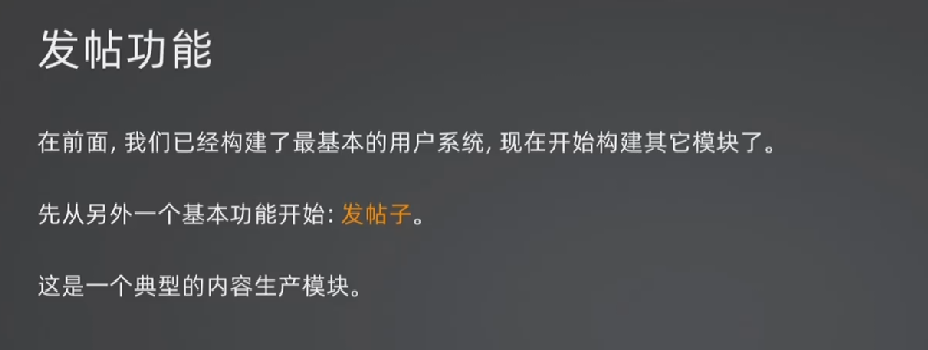 发帖功能
在前面, 我们已经构建了最基本的用户系统, 现在开始构建其它模块了。
先从另外一个基本功能开始: 发帖子。
这是一个典型的内容生产模块。